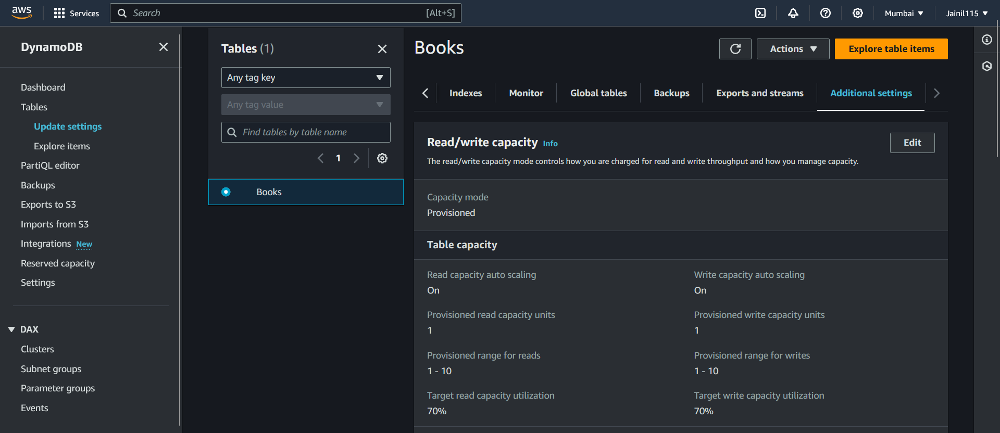 aws
Services
Search [Alt+S]
Mumbai
Jainil115
DynamoDB
Dashboard
Tables
Update settings
Explore items
PartiQL editor
Backups
Exports to S3
Imports from S3
Integrations New
Reserved capacity
Settings
DAX
Clusters
Subnet groups
Parameter groups
Events
Tables (1)
Any tag key
Any tag value
Find tables by table name
1
Books
Books
Actions
Explore table items
Indexes
Monitor
Global tables
Backups
Exports and streams
Additional settings
Read/write capacity Info
Edit
The read/write capacity mode controls how you are charged for read and write throughput and how you manage capacity.
Capacity mode
Provisioned
Table capacity
Read capacity auto scaling
On
Write capacity auto scaling
On
Provisioned read capacity units
1
Provisioned write capacity units
1
Provisioned range for reads
1 - 10
Provisioned range for writes
1 - 10
Target read capacity utilization
70%
Target write capacity utilization
70%